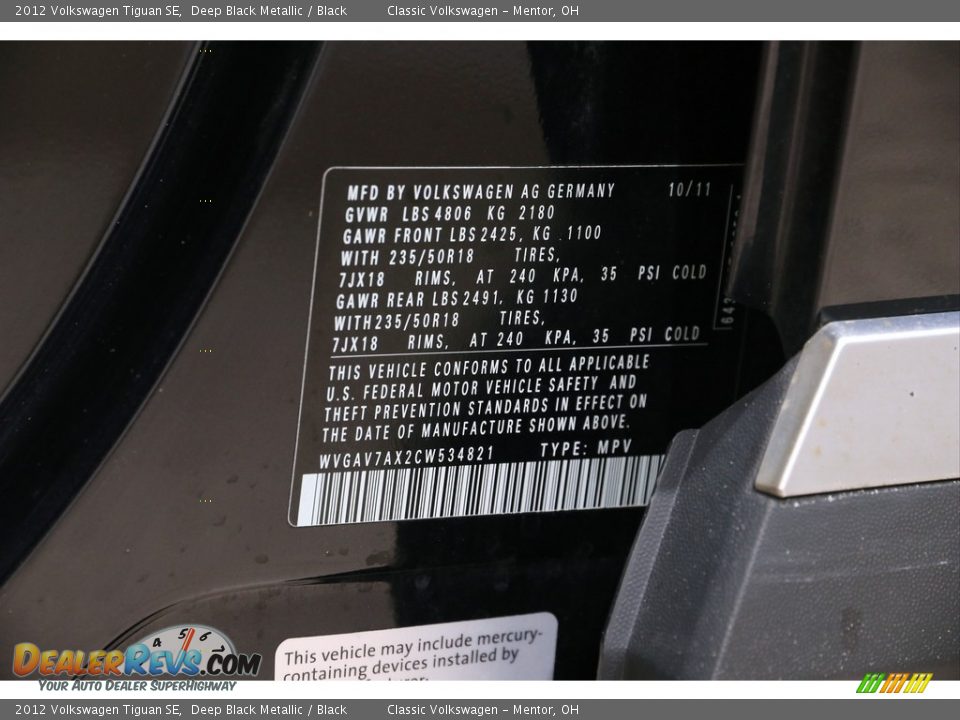 2012 Volkswagen Tiguan SE, Deep Black Metallic / Black Classic Volkswagen - Mentor, OH
MFD BY VOLKSWAGEN AG GERMANY 10/11
GVWR LBS 4806 KG 2180
GAWR FRONT LBS 2425, KG 1100
WITH 235/50R18 TIRES,
7JX18 RIMS, AT 240 KPA, 35 PSI COLD
GAWR REAR LBS 2491, KG 1130
WITH 235/50R18 TIRES,
7JX18 RIMS, AT 240 KPA, 35 PSI COLD
THIS VEHICLE CONFORMS TO ALL APPLICABLE
U.S. FEDERAL MOTOR VEHICLE SAFETY AND
THEFT PREVENTION STANDARDS IN EFFECT ON
THE DATE OF MANUFACTURE SHOWN ABOVE.
WVGAV7AX2CW534821 TYPE: MPV
This vehicle may include mercury-
containing devices installed by
4 5 6
DEALERREVS.COM
YOUR AUTO DEALER SUPERHIGHWAY
2012 Volkswagen Tiguan SE, Deep Black Metallic / Black Classic Volkswagen - Mentor, OH